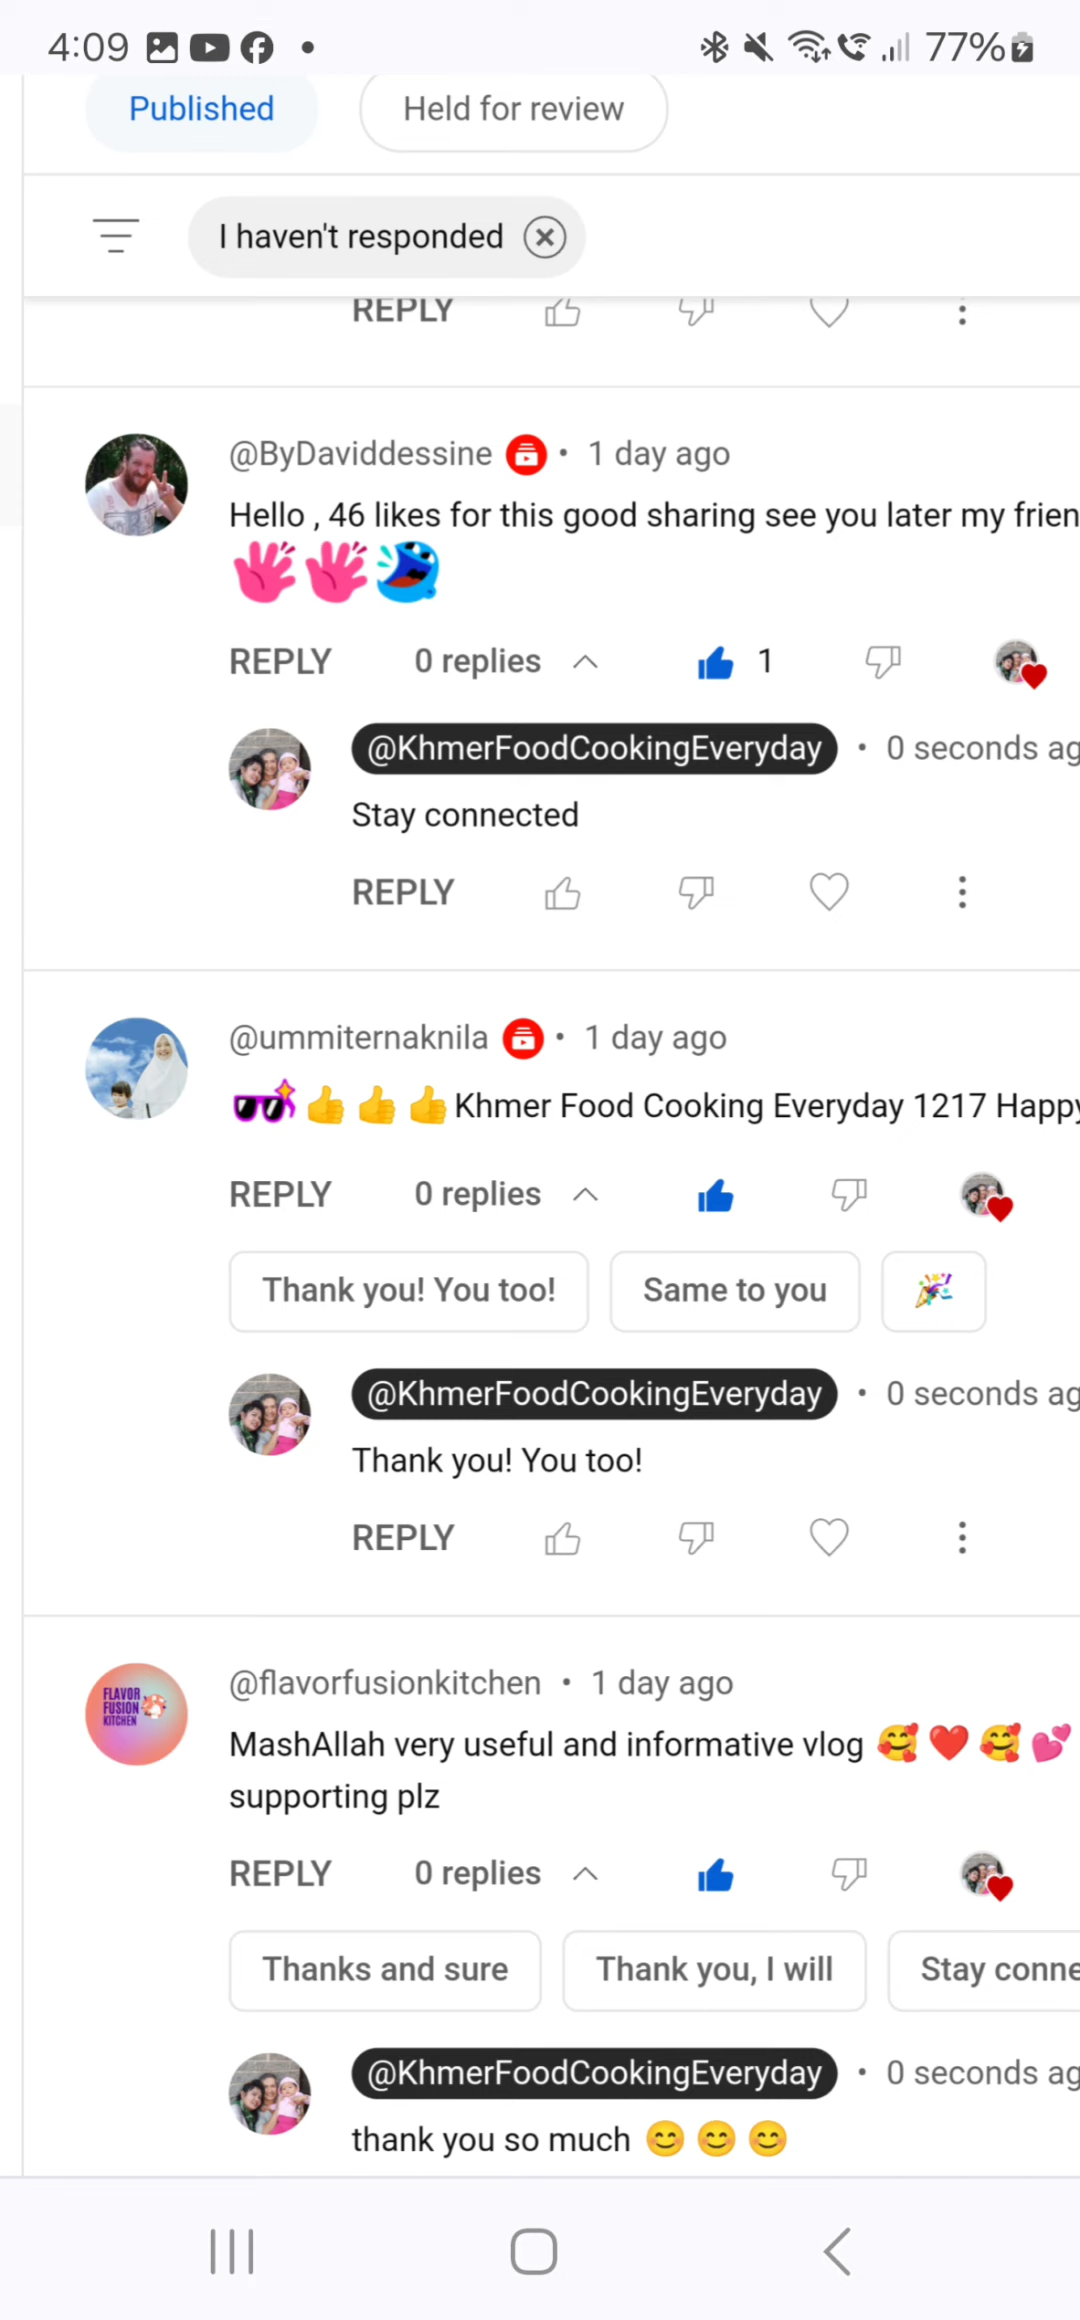 4:09
77%
Published Held for review
I haven't responded
REPLY
@ByDaviddessine • 1 day ago
Hello , 46 likes for this good sharing see you later my frien
REPLY 0 replies 1
@KhmerFoodCookingEveryday • 0 seconds ag
Stay connected
REPLY
@ummiternaknila • 1 day ago
🕶️👍👍👍Khmer Food Cooking Everyday 1217 Happy
REPLY 0 replies
Thank you! You too! Same to you 🎉
@KhmerFoodCookingEveryday • 0 seconds ag
Thank you! You too!
REPLY
@flavorfusionkitchen • 1 day ago
FLAVOR
FUSION
KITCHEN
MashAllah very useful and informative vlog 🥰❤️🥰💕
supporting plz
REPLY 0 replies
Thanks and sure Thank you, I will Stay conne
@KhmerFoodCookingEveryday • 0 seconds ag
thank you so much 😊😊😊